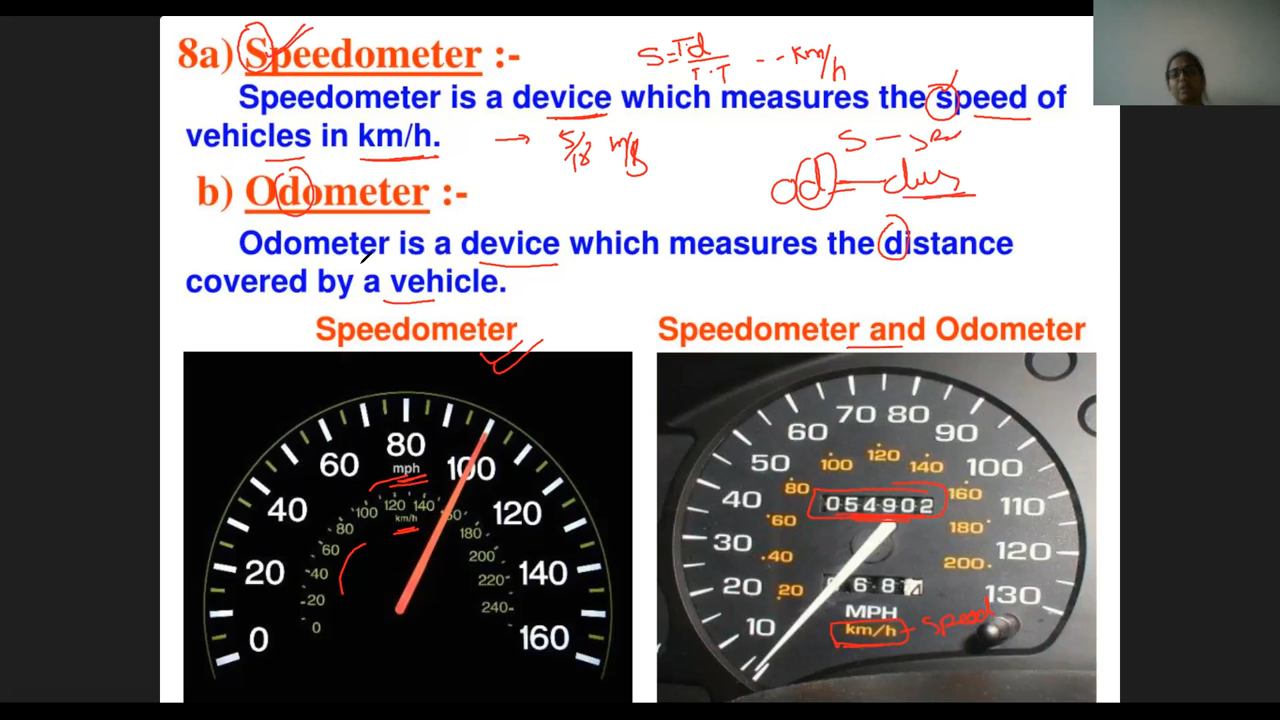 8a) Speedometer :-
S = T.d / T.T -- km/h
Speedometer is a device which measures the speed of
vehicles in km/h. → 5/18 m/s
S -
od
b) Odometer :-
Odometer is a device which measures the distance
covered by a vehicle.
Speedometer
0 20 40 60 80 100 120 140 160
mph
0 20 40 60 80 100 120 140 160 180 200 220 240
km/h
Speedometer and Odometer
10 20 30 40 50 60 70 80 90 100 110 120 130
20 40 60 80 100 120 140 160 180 200
054902
68
MPH
km/h - speed